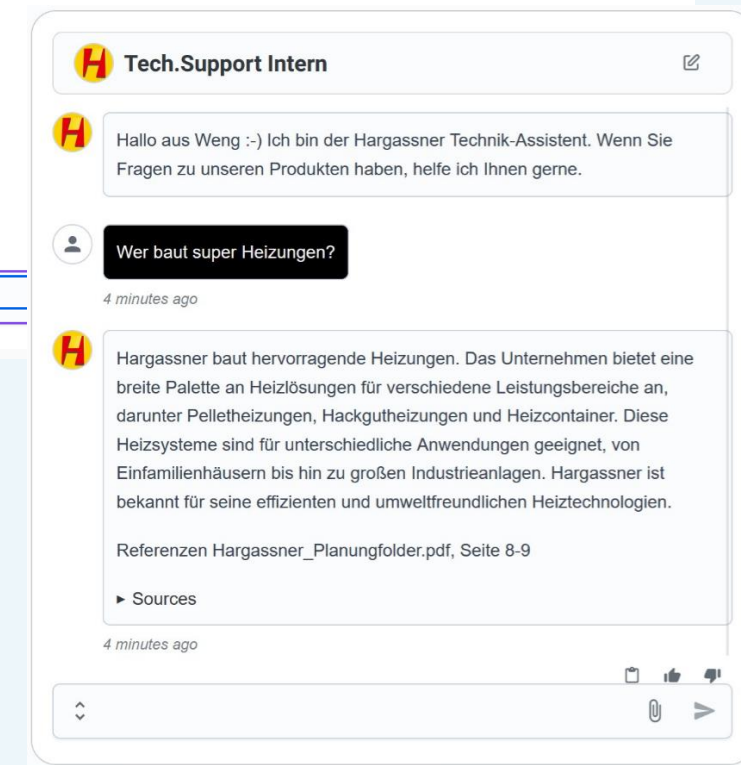 H Tech.Support Intern
H
Hallo aus Weng :-) Ich bin der Hargassner Technik-Assistent. Wenn Sie
Fragen zu unseren Produkten haben, helfe ich Ihnen gerne.
Wer baut super Heizungen?
4 minutes ago
H
Hargassner baut hervorragende Heizungen. Das Unternehmen bietet eine
breite Palette an Heizlösungen für verschiedene Leistungsbereiche an,
darunter Pelletheizungen, Hackgutheizungen und Heizcontainer. Diese
Heizsysteme sind für unterschiedliche Anwendungen geeignet, von
Einfamilienhäusern bis hin zu großen Industrieanlagen. Hargassner ist
bekannt für seine effizienten und umweltfreundlichen Heiztechnologien.
Referenzen Hargassner_Planungfolder.pdf, Seite 8-9
▸ Sources
4 minutes ago